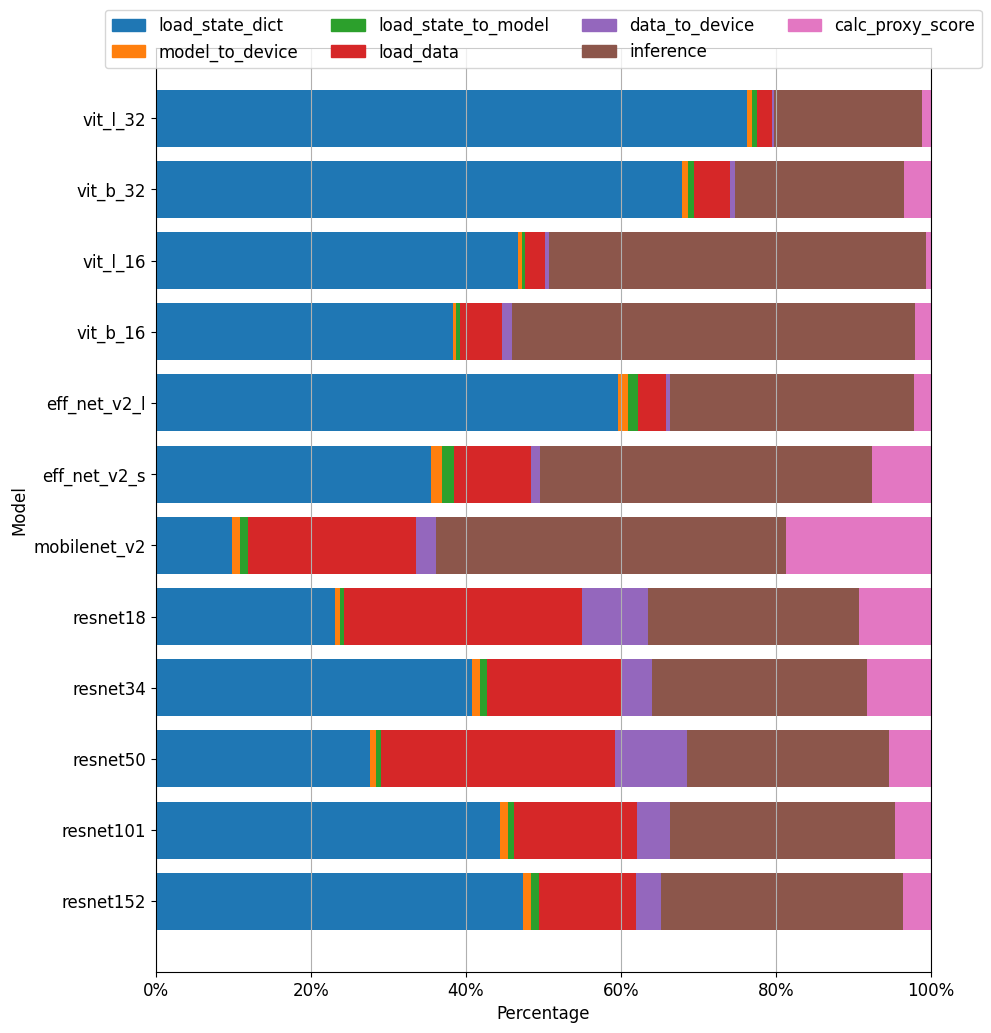 load_state_dict load_state_to_model data_to_device calc_proxy_score
model_to_device load_data inference
vit_l_32
vit_b_32
vit_l_16
vit_b_16
eff_net_v2_l
eff_net_v2_s
mobilenet_v2
resnet18
resnet34
resnet50
resnet101
resnet152
Model
0% 20% 40% 60% 80% 100%
Percentage